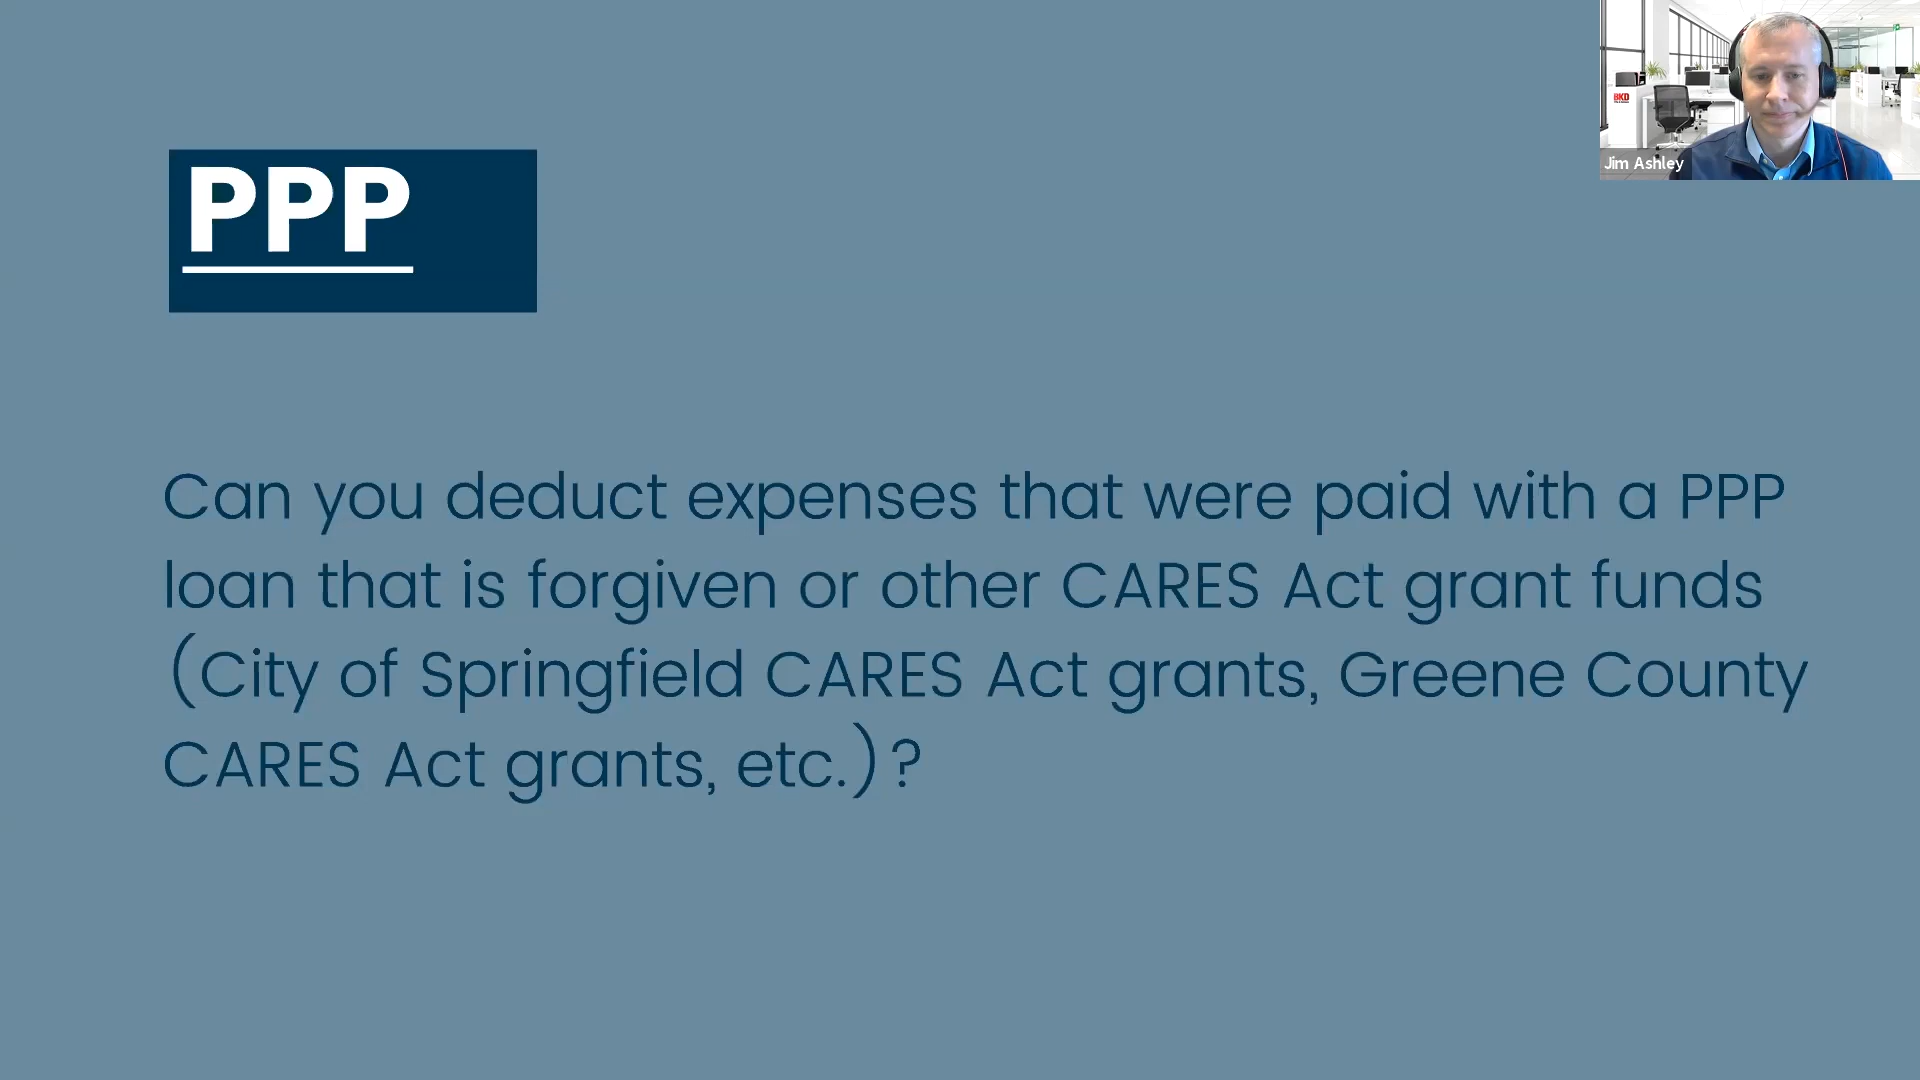 PPP
Can you deduct expenses that were paid with a PPP
loan that is forgiven or other CARES Act grant funds
(City of Springfield CARES Act grants, Greene County
CARES Act grants, etc.)?
BKD
Jim Ashley